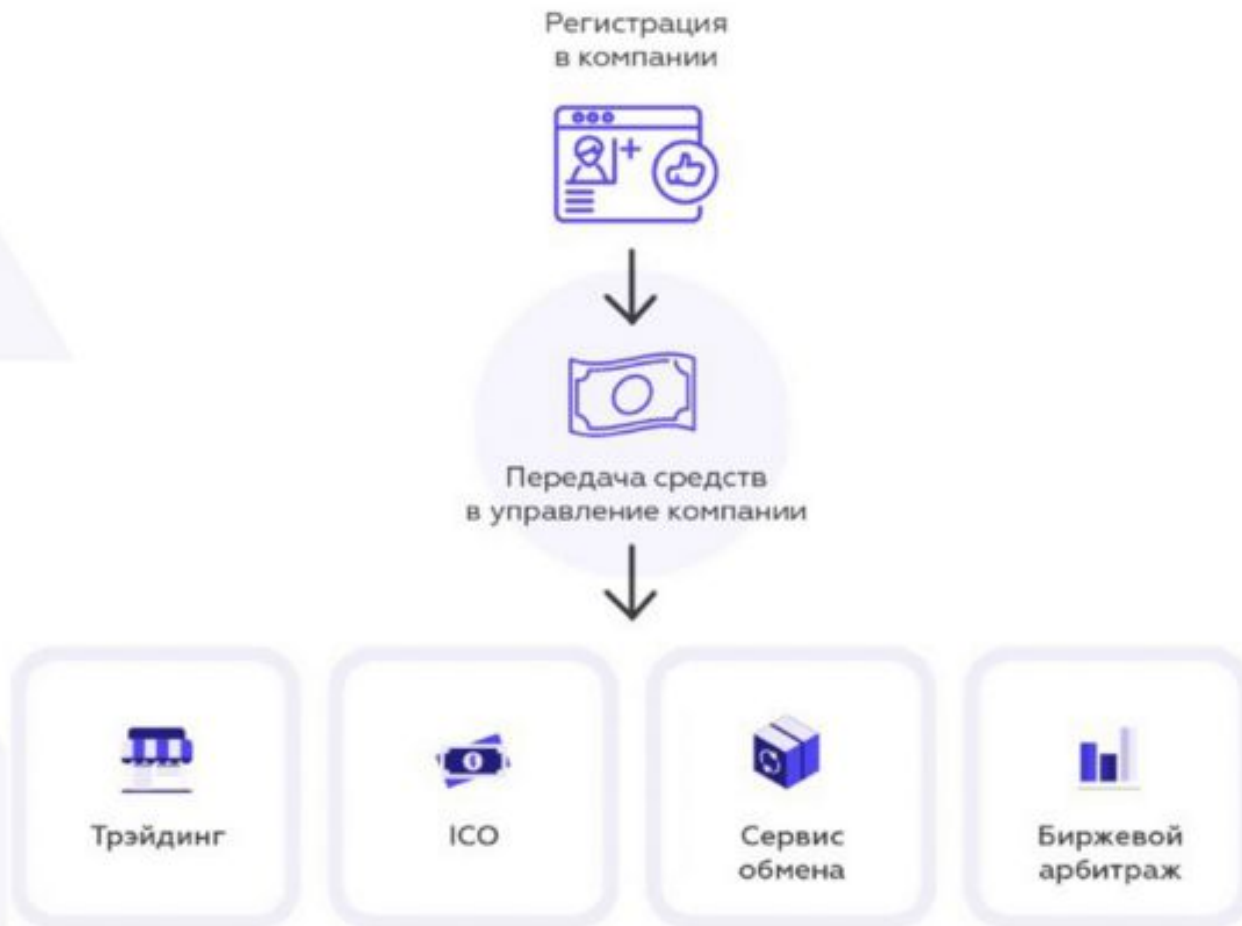 Регистрация
в компании
Передача средств
в управление компании
Трэйдинг
ICO
Сервис
обмена
Биржевой
арбитраж